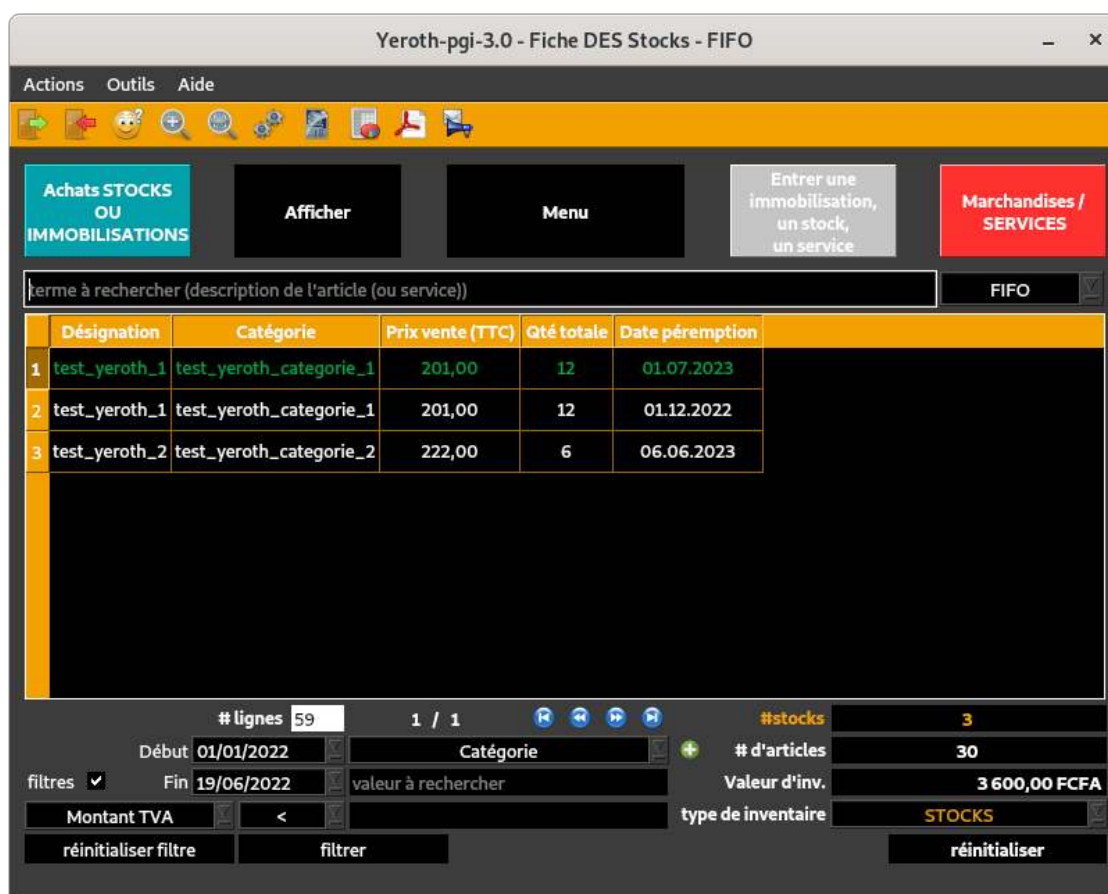 Yeroth-pgi-3.0 - Fiche DES Stocks - FIFO
Actions Outils Aide
Achats STOCKS
OU
IMMOBILISATIONS
Afficher
Menu
Entrer une
immobilisation,
un stock,
un service
Marchandises /
SERVICES
terme à rechercher (description de l'article (ou service))
FIFO
Désignation Catégorie Prix vente (TTC) Qté totale Date péremption
1 test_yeroth_1 test_yeroth_categorie_1 201,00 12 01.07.2023
2 test_yeroth_1 test_yeroth_categorie_1 201,00 12 01.12.2022
3 test_yeroth_2 test_yeroth_categorie_2 222,00 6 06.06.2023
# lignes 59 1 / 1 #stocks 3
Début 01/01/2022 Catégorie # d'articles 30
filtres Fin 19/06/2022 valeur à rechercher Valeur d'inv. 3 600,00 FCFA
Montant TVA < type de inventaire STOCKS
réinitialiser filtre filtrer réinitialiser